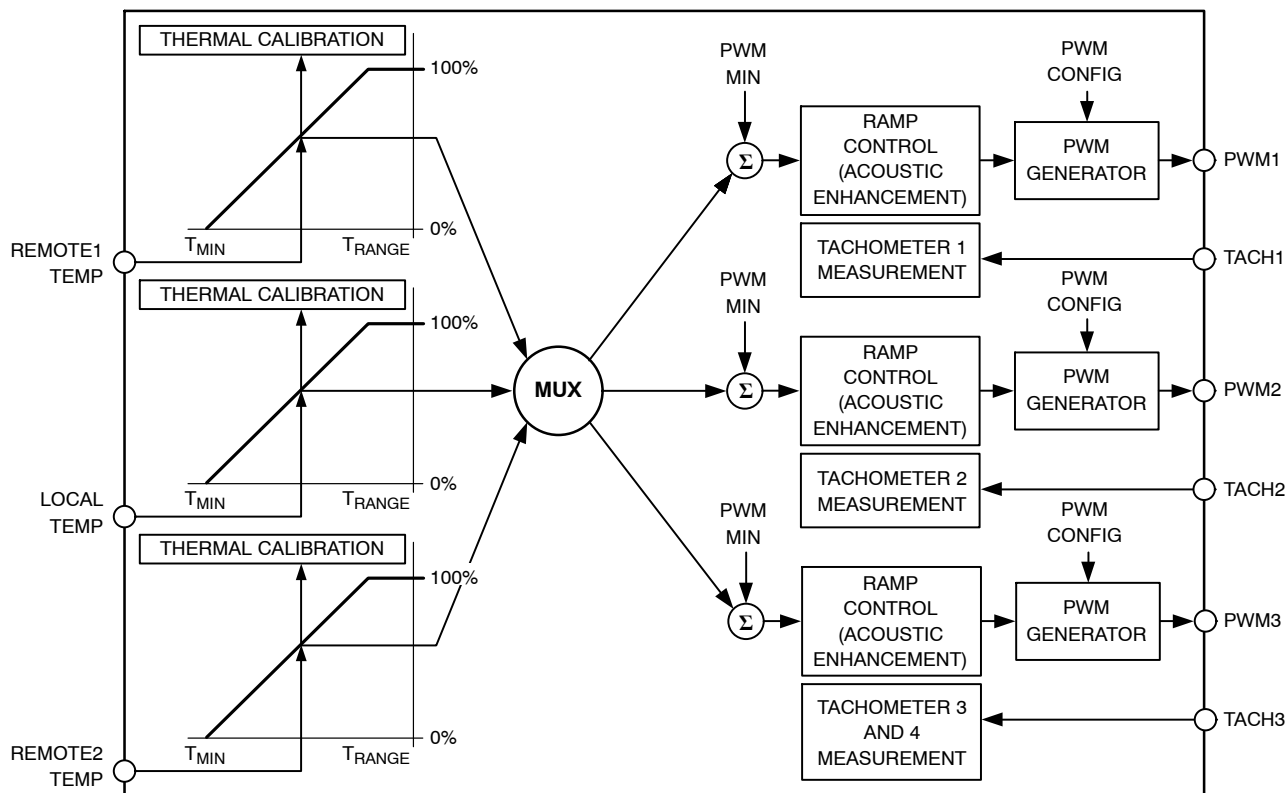 THERMAL CALIBRATION
100%
0%
T_MIN
T_RANGE
REMOTE1
TEMP
THERMAL CALIBRATION
100%
0%
T_MIN
T_RANGE
LOCAL
TEMP
THERMAL CALIBRATION
100%
0%
T_MIN
T_RANGE
REMOTE2
TEMP
MUX
PWM
MIN
Σ
RAMP
CONTROL
(ACOUSTIC
ENHANCEMENT)
PWM
CONFIG
PWM
GENERATOR
PWM1
TACHOMETER 1
MEASUREMENT
TACH1
PWM
MIN
Σ
RAMP
CONTROL
(ACOUSTIC
ENHANCEMENT)
PWM
CONFIG
PWM
GENERATOR
PWM2
TACHOMETER 2
MEASUREMENT
TACH2
PWM
MIN
Σ
RAMP
CONTROL
(ACOUSTIC
ENHANCEMENT)
PWM
CONFIG
PWM
GENERATOR
PWM3
TACHOMETER 3
AND 4
MEASUREMENT
TACH3